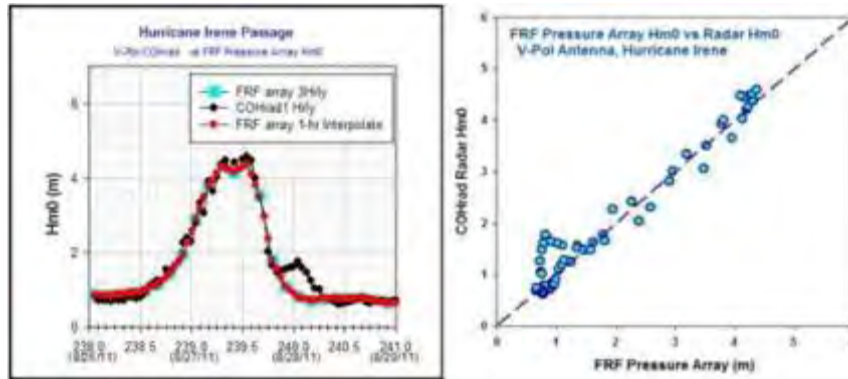 Hurricane Irene Passage
V-Pol COHrad vs FRF Pressure Array Hm0
FRF array 3Hrly
COHrad1 Hrly
FRF array 1-hr Interpolate
Hm0 (m)
6
4
2
0
238.0 238.5 239.0 239.5 240.0 240.5 241.0
(8/26/11) (8/27/11) (8/28/11) (8/29/11)
FRF Pressure Array Hm0 vs Radar Hm0
V-Pol Antenna, Hurricane Irene
COHrad Radar Hm0
6
5
4
3
2
1
0
0 1 2 3 4 5
FRF Pressure Array (m)